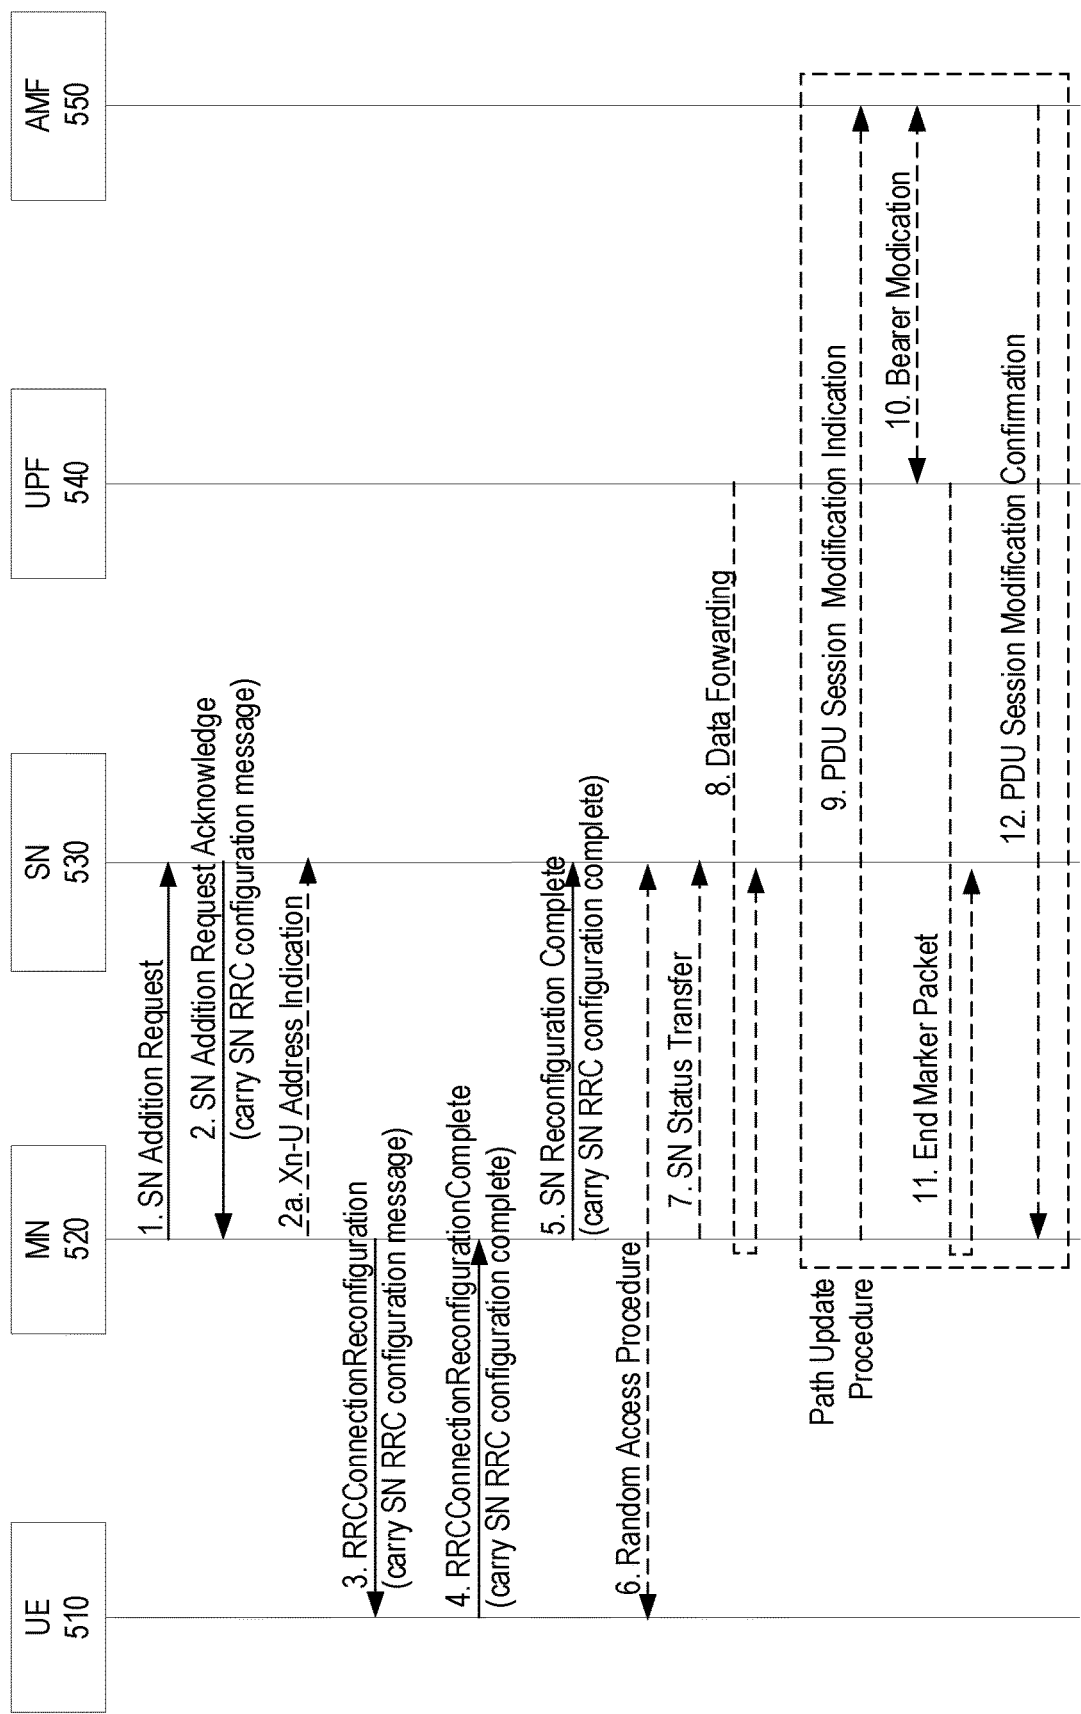 UE
510
MN
520
SN
530
UPF
540
AMF
550
1. SN Addition Request
2. SN Addition Request Acknowledge
(carry SN RRC configuration message)
2a. Xn-U Address Indication
3. RRCConnectionReconfiguration
(carry SN RRC configuration message)
4. RRCConnectionReconfigurationComplete
(carry SN RRC configuration complete)
5. SN Reconfiguration Complete
(carry SN RRC configuration complete)
6. Random Access Procedure
7. SN Status Transfer
8. Data Forwarding
Path Update
Procedure
9. PDU Session Modification Indication
10. Bearer Modication
11. End Marker Packet
12. PDU Session Modification Confirmation